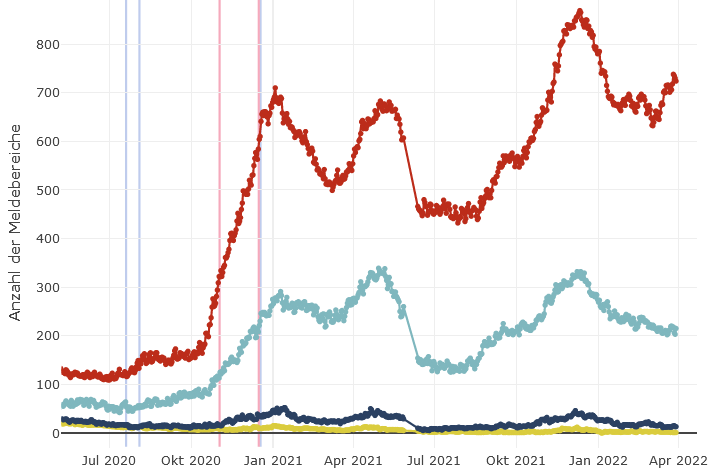 Anzahl der Meldebereiche
800
700
600
500
400
300
200
100
0
Jul 2020
Okt 2020
Jan 2021
Apr 2021
Jul 2021
Okt 2021
Jan 2022
Apr 2022